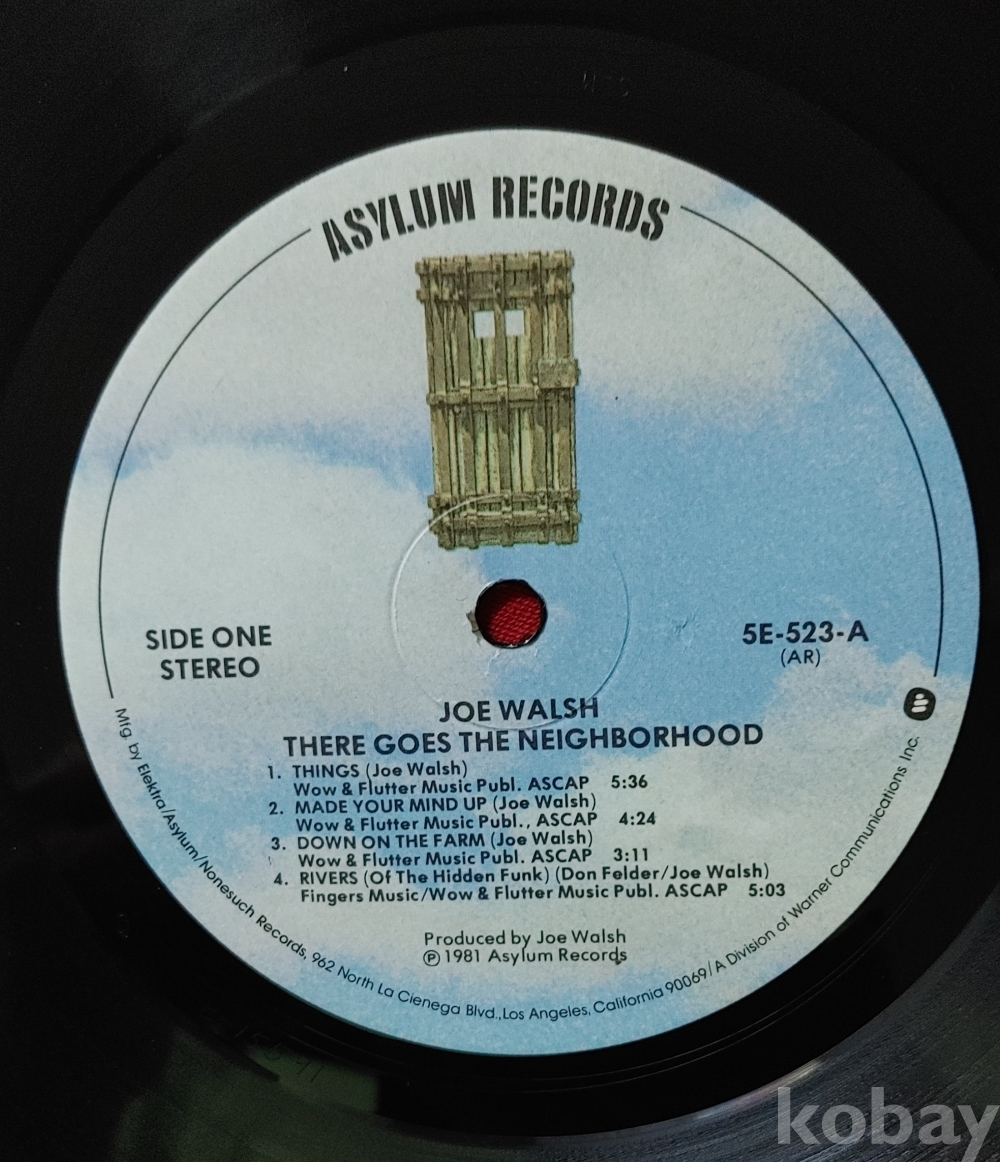 ASYLUM RECORDS
SIDE ONE
STEREO
5E-523-A
(AR)
JOE WALSH
THERE GOES THE NEIGHBORHOOD
1. THINGS (Joe Walsh)
Wow & Flutter Music Publ. ASCAP 5:36
2. MADE YOUR MIND UP (Joe Walsh)
Wow & Flutter Music Publ., ASCAP 4:24
3. DOWN ON THE FARM (Joe Walsh)
Wow & Flutter Music Publ. ASCAP 3:11
4. RIVERS (Of The Hidden Funk) (Don Felder/Joe Walsh)
Fingers Music/Wow & Flutter Music Publ. ASCAP 5:03
Produced by Joe Walsh
℗ 1981 Asylum Records
Mfg. by Elektra/Asylum/Nonesuch Records, 962 North La Cienega Blvd., Los Angeles, California 90069/A Division of Warner Communications Inc.
kobay